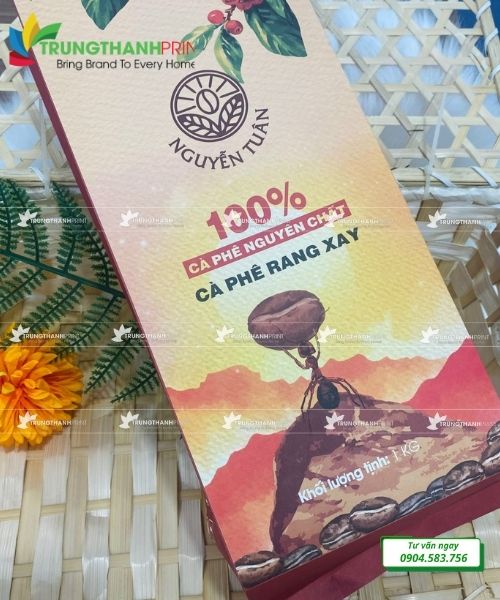 TRUNGTHANHPRINT
Bring Brand To Every Home
NGUYỄN TUÂN
100%
CÀ PHÊ NGUYÊN CHẤT
CÀ PHÊ RANG XAY
Khối lượng tịnh: 1 KG
Tư vấn ngay
0904.583.756